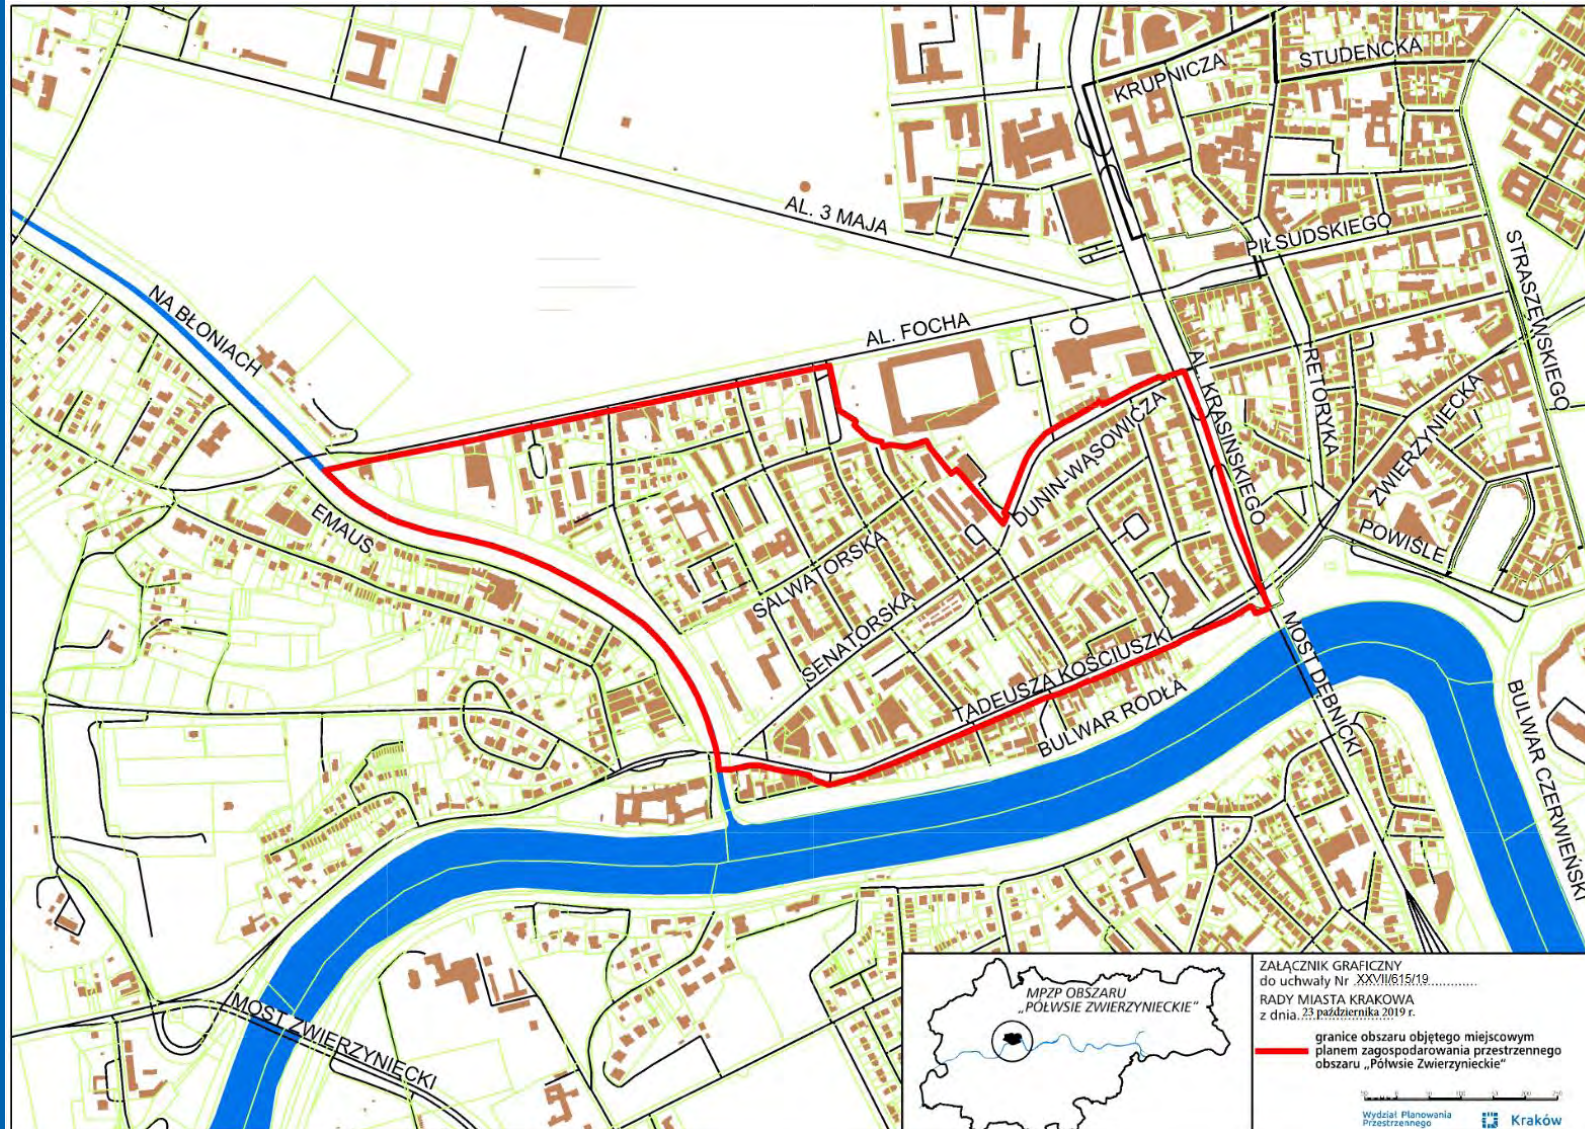 KRUPNICZA
STUDENCKA
AL. 3 MAJA
PIŁSUDSKIEGO
STRASZEWSKIEGO
NA BŁONIACH
AL. FOCHA
AL. KRASIŃSKIEGO
RETORYKA
ZWIERZYNIECKA
DUNIN-WĄSOWICZA
EMAUS
POWIŚLE
SALWATORSKA
SENATORSKA
TADEUSZA KOŚCIUSZKI
BULWAR RODŁA
MOST DĘBNICKI
BULWAR CZERWIEŃSKI
MOST ZWIERZYNIECKI
MPZP OBSZARU
„PÓŁWSIE ZWIERZYNIECKIE”
ZAŁĄCZNIK GRAFICZNY
do uchwały Nr XXVII/615/19
RADY MIASTA KRAKOWA
z dnia 23 października 2019 r.
granice obszaru objętego miejscowym
planem zagospodarowania przestrzennego
obszaru „Półwsie Zwierzynieckie”
Wydział Planowania
Przestrzennego
Kraków